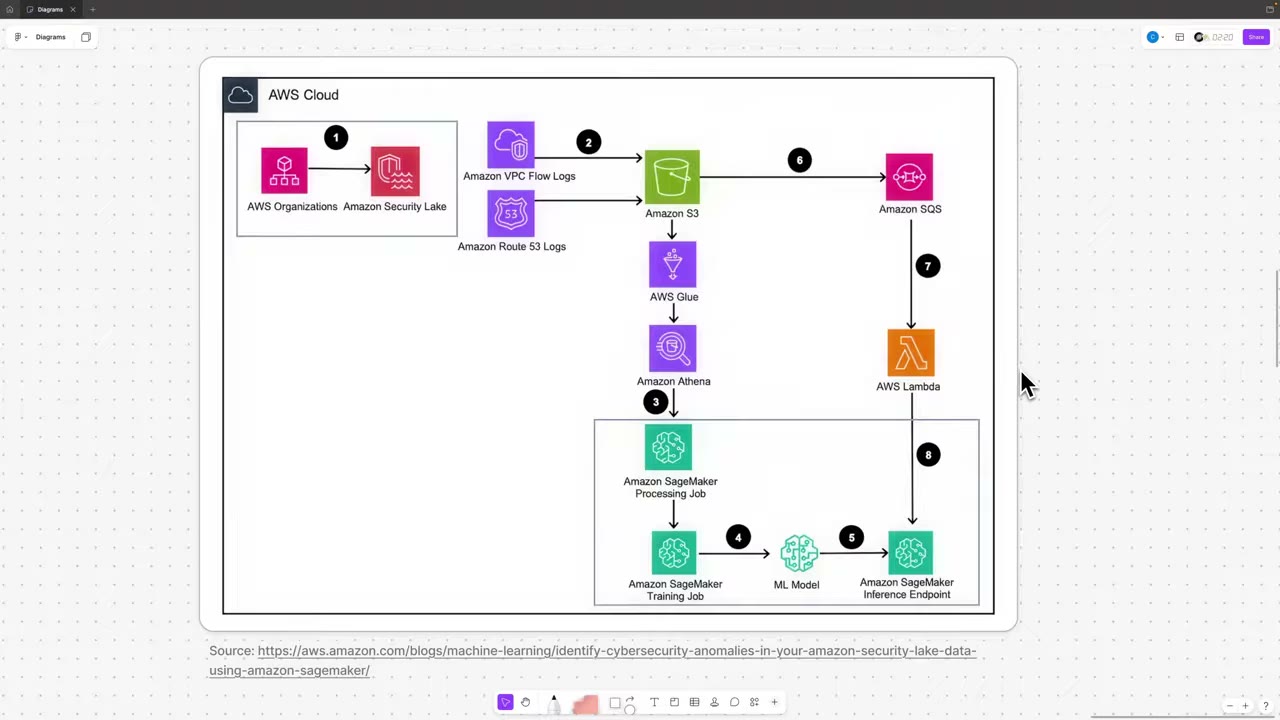 Diagrams
Diagrams
02:20
Share
AWS Cloud
1
AWS Organizations
Amazon Security Lake
Amazon VPC Flow Logs
2
53
Amazon Route 53 Logs
Amazon S3
6
Amazon SQS
AWS Glue
7
Amazon Athena
AWS Lambda
3
Amazon SageMaker
Processing Job
8
4
5
Amazon SageMaker
Training Job
ML Model
Amazon SageMaker
Inference Endpoint
Source: https://aws.amazon.com/blogs/machine-learning/identify-cybersecurity-anomalies-in-your-amazon-security-lake-data-
using-amazon-sagemaker/